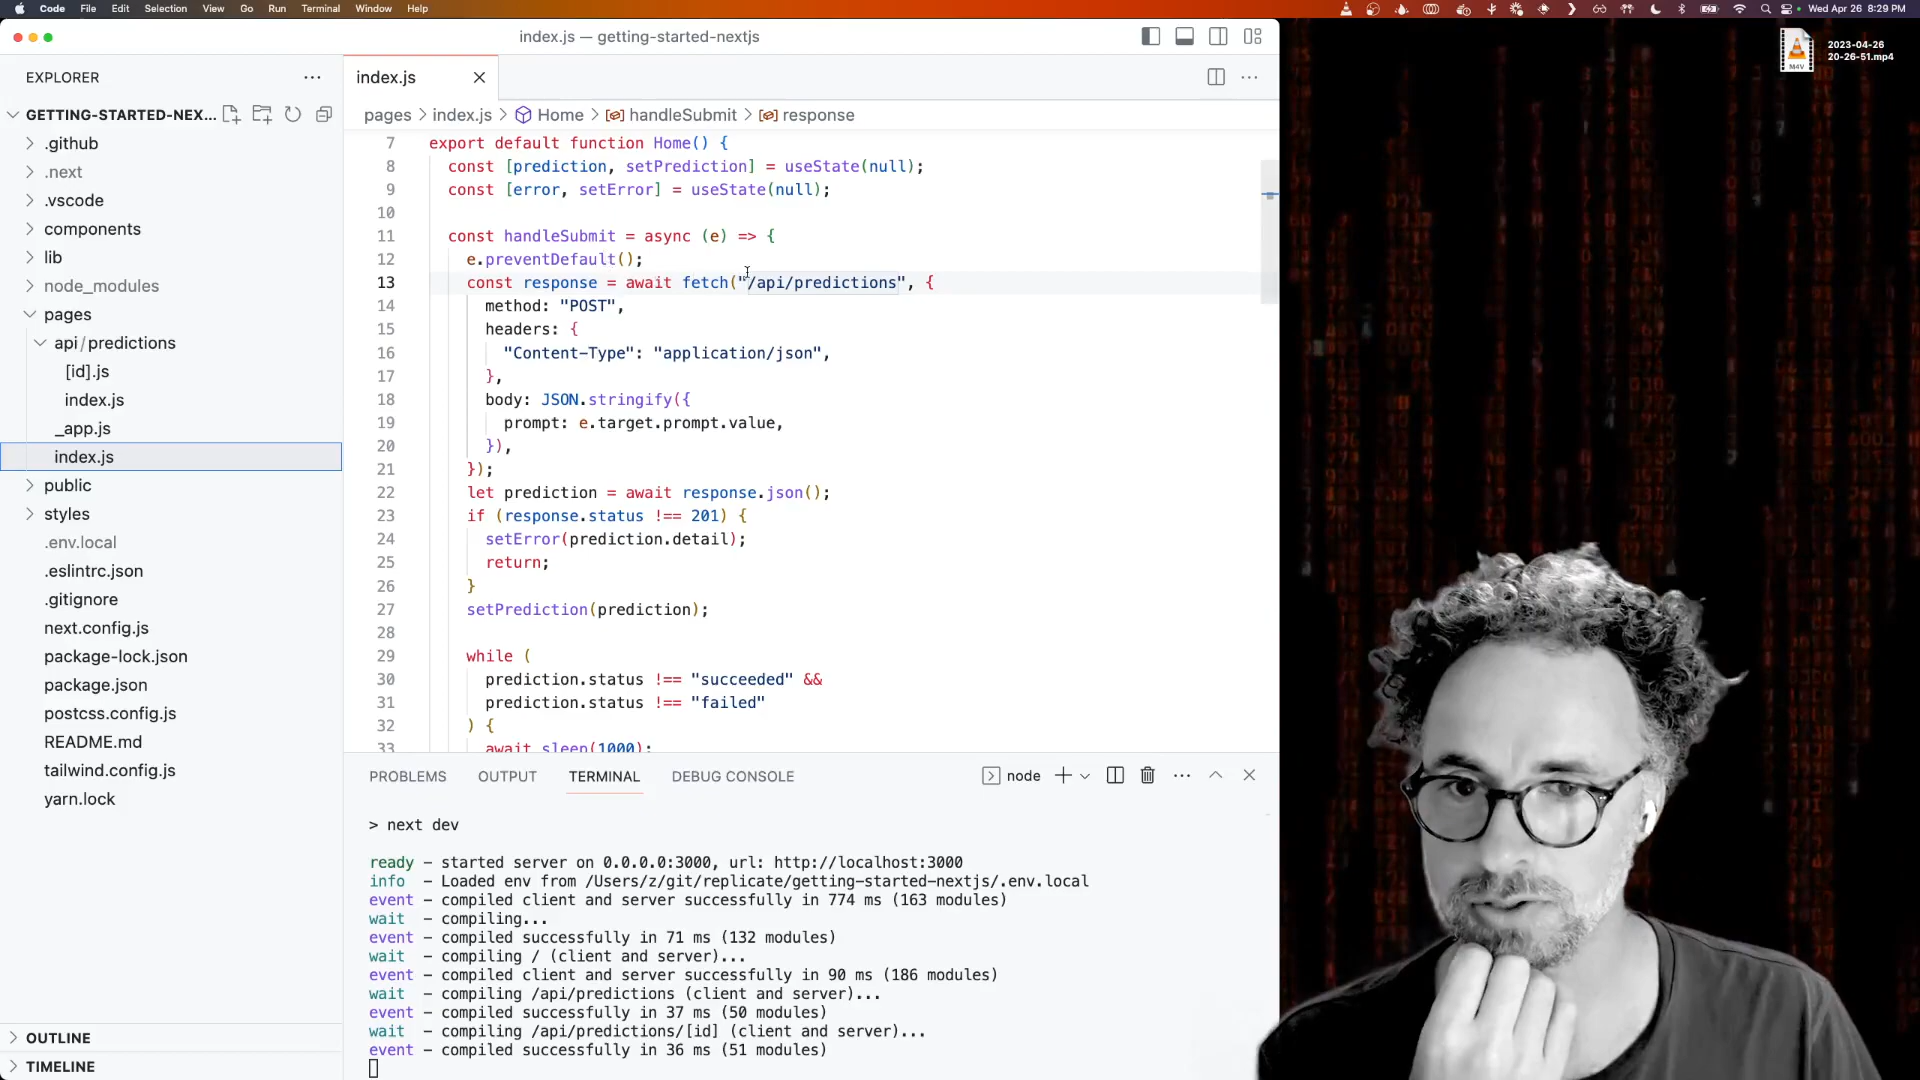 Code File Edit Selection View Go Run Terminal Window Help
Wed Apr 26 8:29 PM
index.js — getting-started-nextjs
2023-04-26
20-26-51.mp4
M4V
EXPLORER
GETTING-STARTED-NEX...
.github
.next
.vscode
components
lib
node_modules
pages
api/predictions
[id].js
index.js
_app.js
index.js
public
styles
.env.local
.eslintrc.json
.gitignore
next.config.js
package-lock.json
package.json
postcss.config.js
README.md
tailwind.config.js
yarn.lock
OUTLINE
TIMELINE
index.js
pages > index.js > Home > handleSubmit > response
7 export default function Home() {
8 const [prediction, setPrediction] = useState(null);
9 const [error, setError] = useState(null);
10
11 const handleSubmit = async (e) => {
12 e.preventDefault();
13 const response = await fetch("/api/predictions", {
14 method: "POST",
15 headers: {
16 "Content-Type": "application/json",
17 },
18 body: JSON.stringify({
19 prompt: e.target.prompt.value,
20 }),
21 });
22 let prediction = await response.json();
23 if (response.status !== 201) {
24 setError(prediction.detail);
25 return;
26 }
27 setPrediction(prediction);
28
29 while (
30 prediction.status !== "succeeded" &&
31 prediction.status !== "failed"
32 ) {
33 await sleep(1000);
PROBLEMS OUTPUT TERMINAL DEBUG CONSOLE
node
> next dev
ready - started server on 0.0.0.0:3000, url: http://localhost:3000
info - Loaded env from /Users/z/git/replicate/getting-started-nextjs/.env.local
event - compiled client and server successfully in 774 ms (163 modules)
wait - compiling...
event - compiled successfully in 71 ms (132 modules)
wait - compiling / (client and server)...
event - compiled client and server successfully in 90 ms (186 modules)
wait - compiling /api/predictions (client and server)...
event - compiled successfully in 37 ms (50 modules)
wait - compiling /api/predictions/[id] (client and server)...
event - compiled successfully in 36 ms (51 modules)